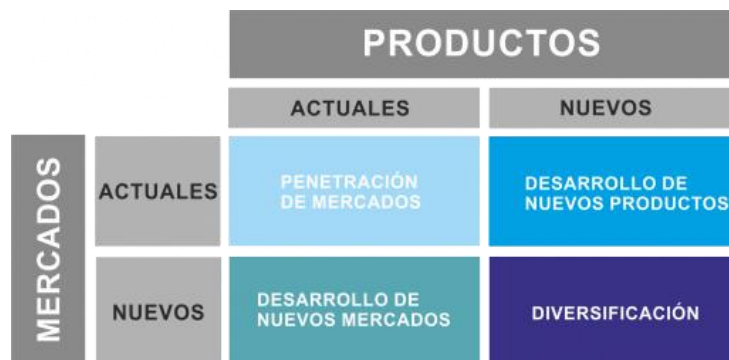 PRODUCTOS
ACTUALES
NUEVOS
MERCADOS
ACTUALES
PENETRACIÓN
DE MERCADOS
DESARROLLO DE
NUEVOS PRODUCTOS
NUEVOS
DESARROLLO DE
NUEVOS MERCADOS
DIVERSIFICACIÓN